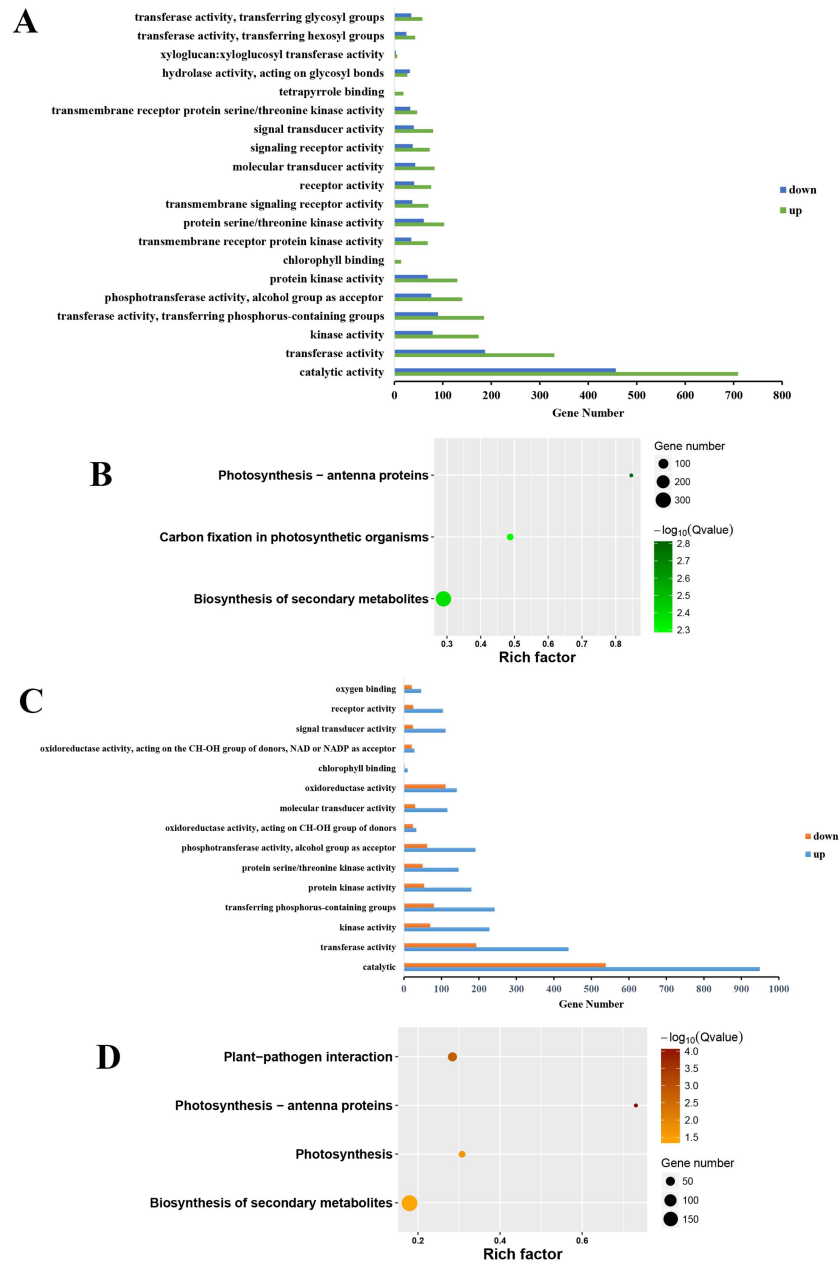 A
transferase activity, transferring glycosyl groups
transferase activity, transferring hexosyl groups
xyloglucan:xyloglucosyl transferase activity
hydrolase activity, acting on glycosyl bonds
tetrapyrrole binding
transmembrane receptor protein serine/threonine kinase activity
signal transducer activity
signaling receptor activity
molecular transducer activity
receptor activity
transmembrane signaling receptor activity
protein serine/threonine kinase activity
transmembrane receptor protein kinase activity
chlorophyll binding
protein kinase activity
phosphotransferase activity, alcohol group as acceptor
transferase activity, transferring phosphorus-containing groups
kinase activity
transferase activity
catalytic activity
0 100 200 300 400 500 600 700 800
Gene Number
down
up
B
Photosynthesis − antenna proteins
Carbon fixation in photosynthetic organisms
Biosynthesis of secondary metabolites
0.3 0.4 0.5 0.6 0.7 0.8
Rich factor
Gene number
100
200
300
−log10(Qvalue)
2.8
2.7
2.6
2.5
2.4
2.3
C
oxygen binding
receptor activity
signal transducer activity
oxidoreductase activity, acting on the CH-OH group of donors, NAD or NADP as acceptor
chlorophyll binding
oxidoreductase activity
molecular transducer activity
oxidoreductase activity, acting on CH-OH group of donors
phosphotransferase activity, alcohol group as acceptor
protein serine/threonine kinase activity
protein kinase activity
transferring phosphorus-containing groups
kinase activity
transferase activity
catalytic
0 100 200 300 400 500 600 700 800 900 1000
Gene Number
down
up
D
Plant−pathogen interaction
Photosynthesis − antenna proteins
Photosynthesis
Biosynthesis of secondary metabolites
0.2 0.4 0.6
Rich factor
−log10(Qvalue)
4.0
3.5
3.0
2.5
2.0
1.5
Gene number
50
100
150